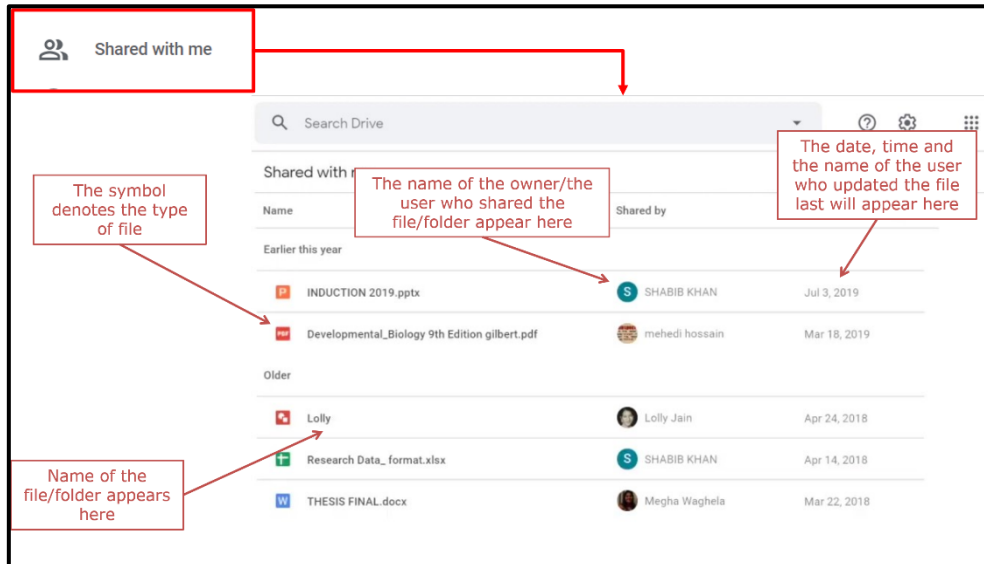 Shared with me
Search Drive
The date, time and
the name of the user
who updated the file
last will appear here
Shared with
The symbol
denotes the type
of file
The name of the owner/the
user who shared the
file/folder appear here
Name
Shared by
Earlier this year
P INDUCTION 2019.pptx S SHABIB KHAN Jul 3, 2019
PDF Developmental_Biology 9th Edition gilbert.pdf mehedi hossain Mar 18, 2019
Older
Lolly Lolly Jain Apr 24, 2018
Research Data_ format.xlsx S SHABIB KHAN Apr 14, 2018
W THESIS FINAL.docx Megha Waghela Mar 22, 2018
Name of the
file/folder appears
here